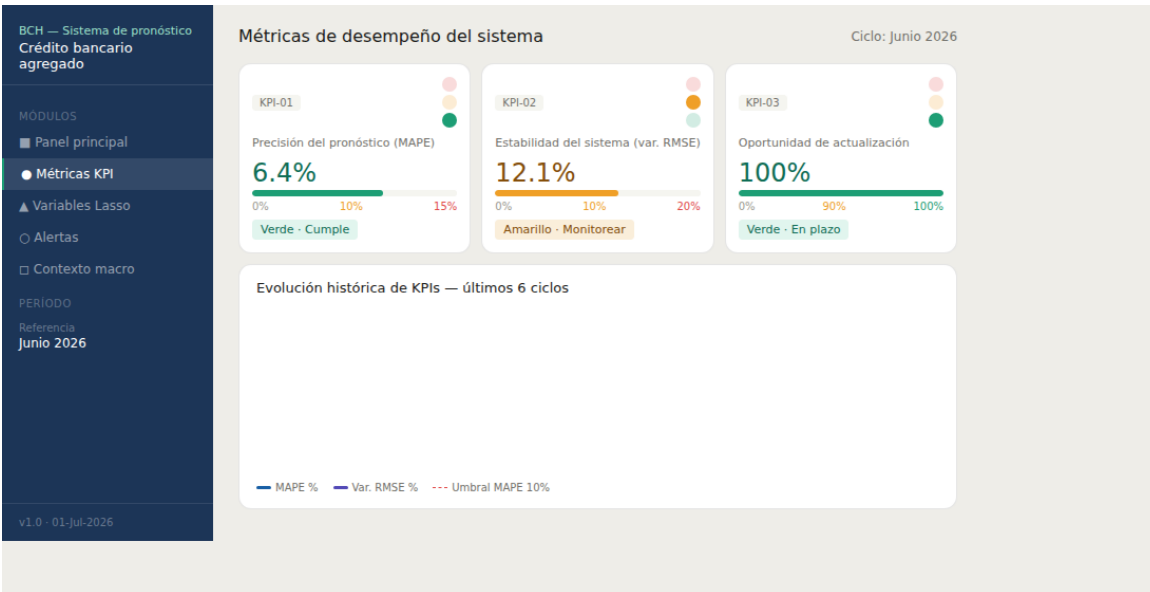 BCH — Sistema de pronóstico
Crédito bancario
agregado
MÓDULOS
Panel principal
Métricas KPI
Variables Lasso
Alertas
Contexto macro
PERÍODO
Referencia
Junio 2026
v1.0 · 01-Jul-2026
Métricas de desempeño del sistema
Ciclo: Junio 2026
KPI-01
Precisión del pronóstico (MAPE)
6.4%
0% 10% 15%
Verde · Cumple
KPI-02
Estabilidad del sistema (var. RMSE)
12.1%
0% 10% 20%
Amarillo · Monitorear
KPI-03
Oportunidad de actualización
100%
0% 90% 100%
Verde · En plazo
Evolución histórica de KPIs — últimos 6 ciclos
MAPE % Var. RMSE % Umbral MAPE 10%